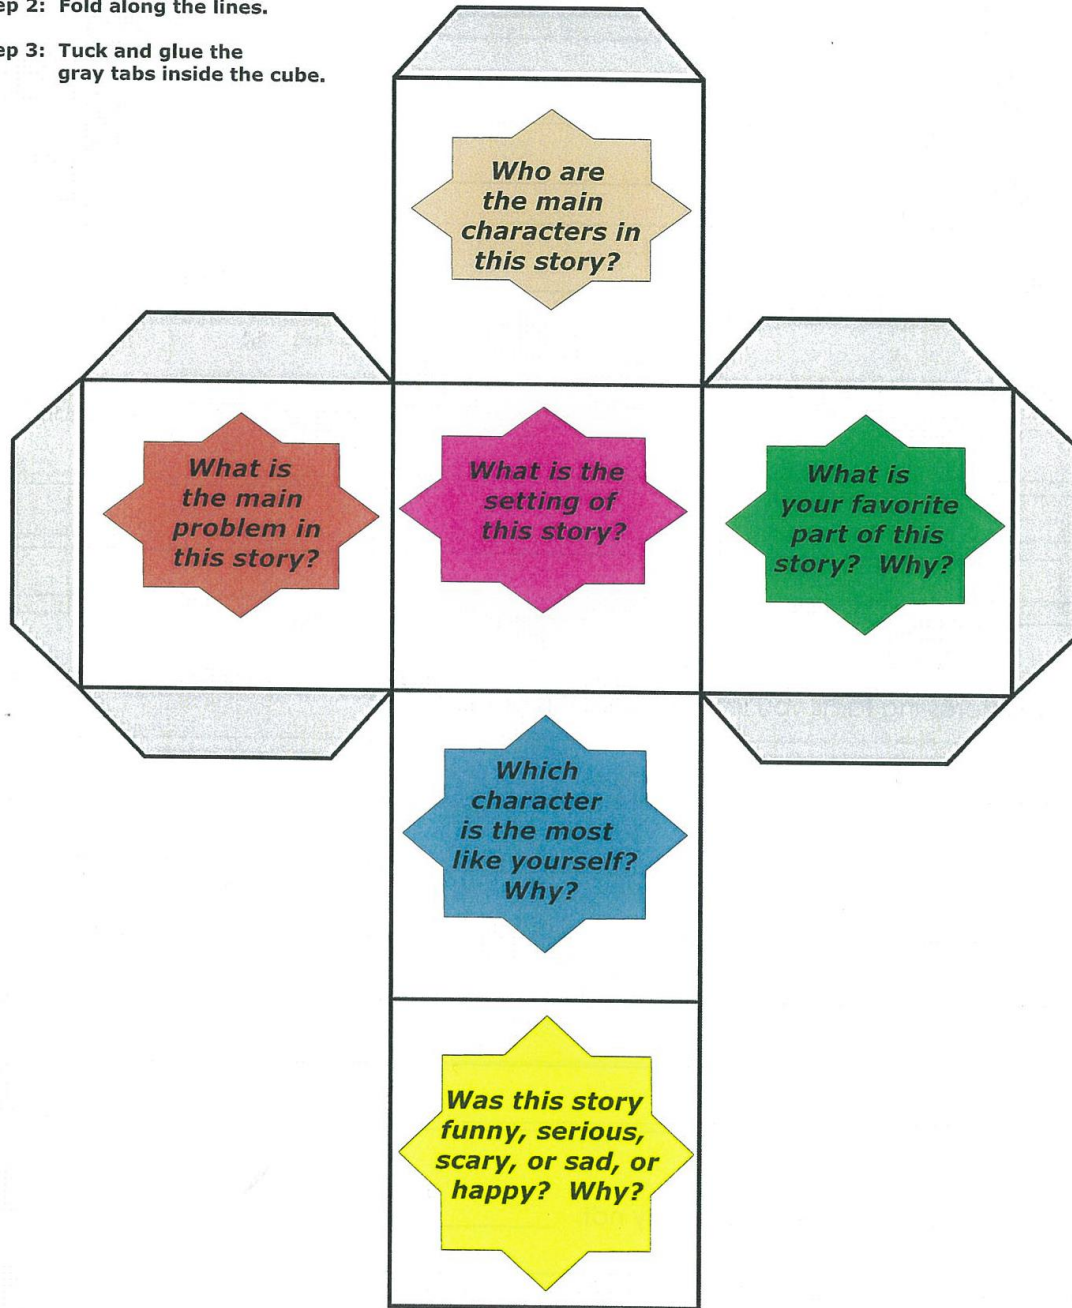 ep 2: Fold along the lines.
ep 3: Tuck and glue the
gray tabs inside the cube.
Who are
the main
characters in
this story?
What is
the main
problem in
this story?
What is the
setting of
this story?
What is
your favorite
part of this
story? Why?
Which
character
is the most
like yourself?
Why?
Was this story
funny, serious,
scary, or sad, or
happy? Why?